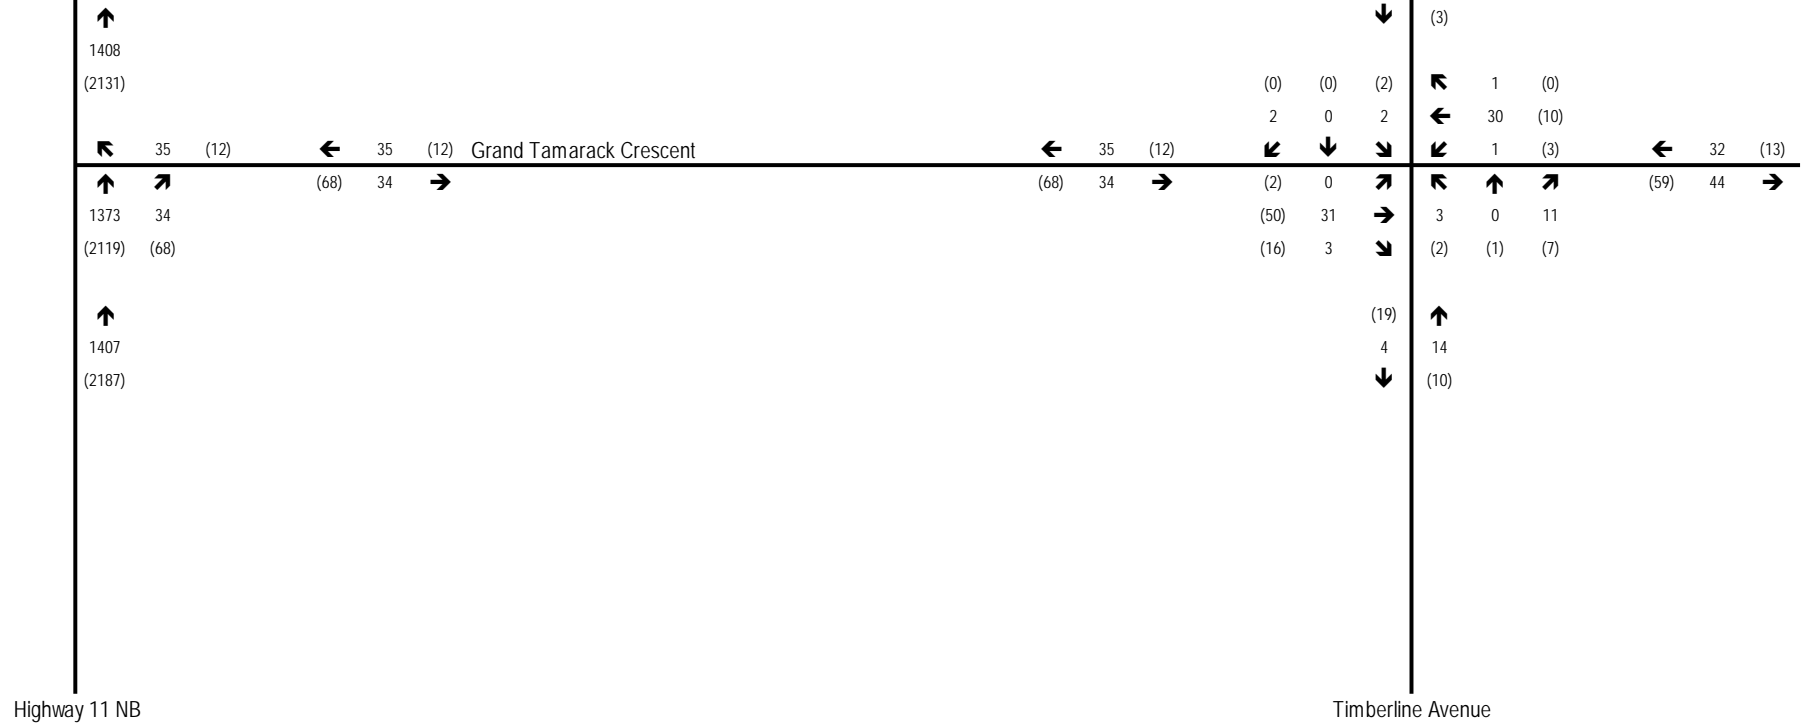 (3)
1408
(2131) (0) (0) (2) 1 (0)
2 0 2 30 (10)
35 (12) 35 (12) Grand Tamarack Crescent 35 (12) 1 (3) 32 (13)
(68) 34 (68) 34 (2) 0 (59) 44
1373 34 (50) 31 3 0 11
(2119) (68) (16) 3 (2) (1) (7)
(19)
1407 4 14
(2187) (10)
Highway 11 NB Timberline Avenue